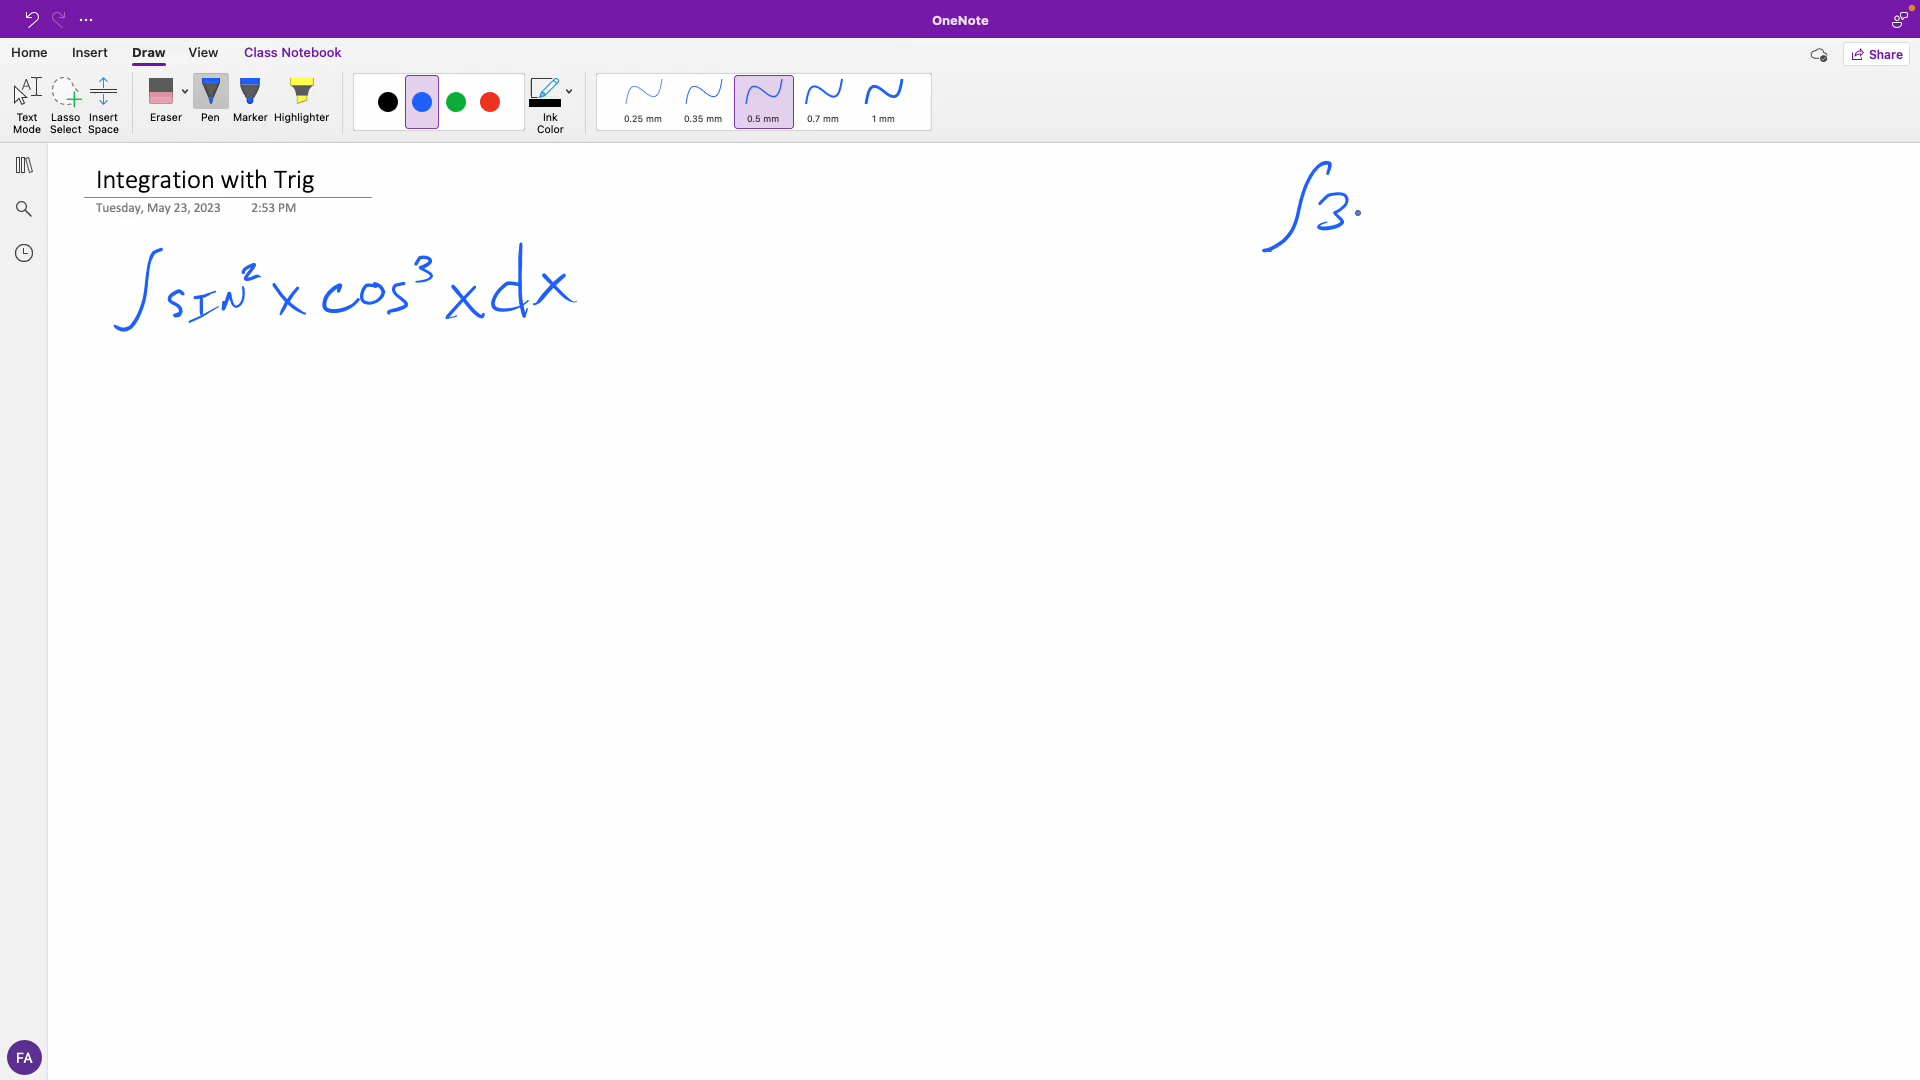 OneNote
Home Insert Draw View Class Notebook Share
Text Mode Lasso Select Insert Space Eraser Pen Marker Highlighter Ink Color 0.25 mm 0.35 mm 0.5 mm 0.7 mm 1 mm
Integration with Trig
Tuesday, May 23, 2023 2:53 PM
∫3
∫ sin² x cos³ x dx
FA